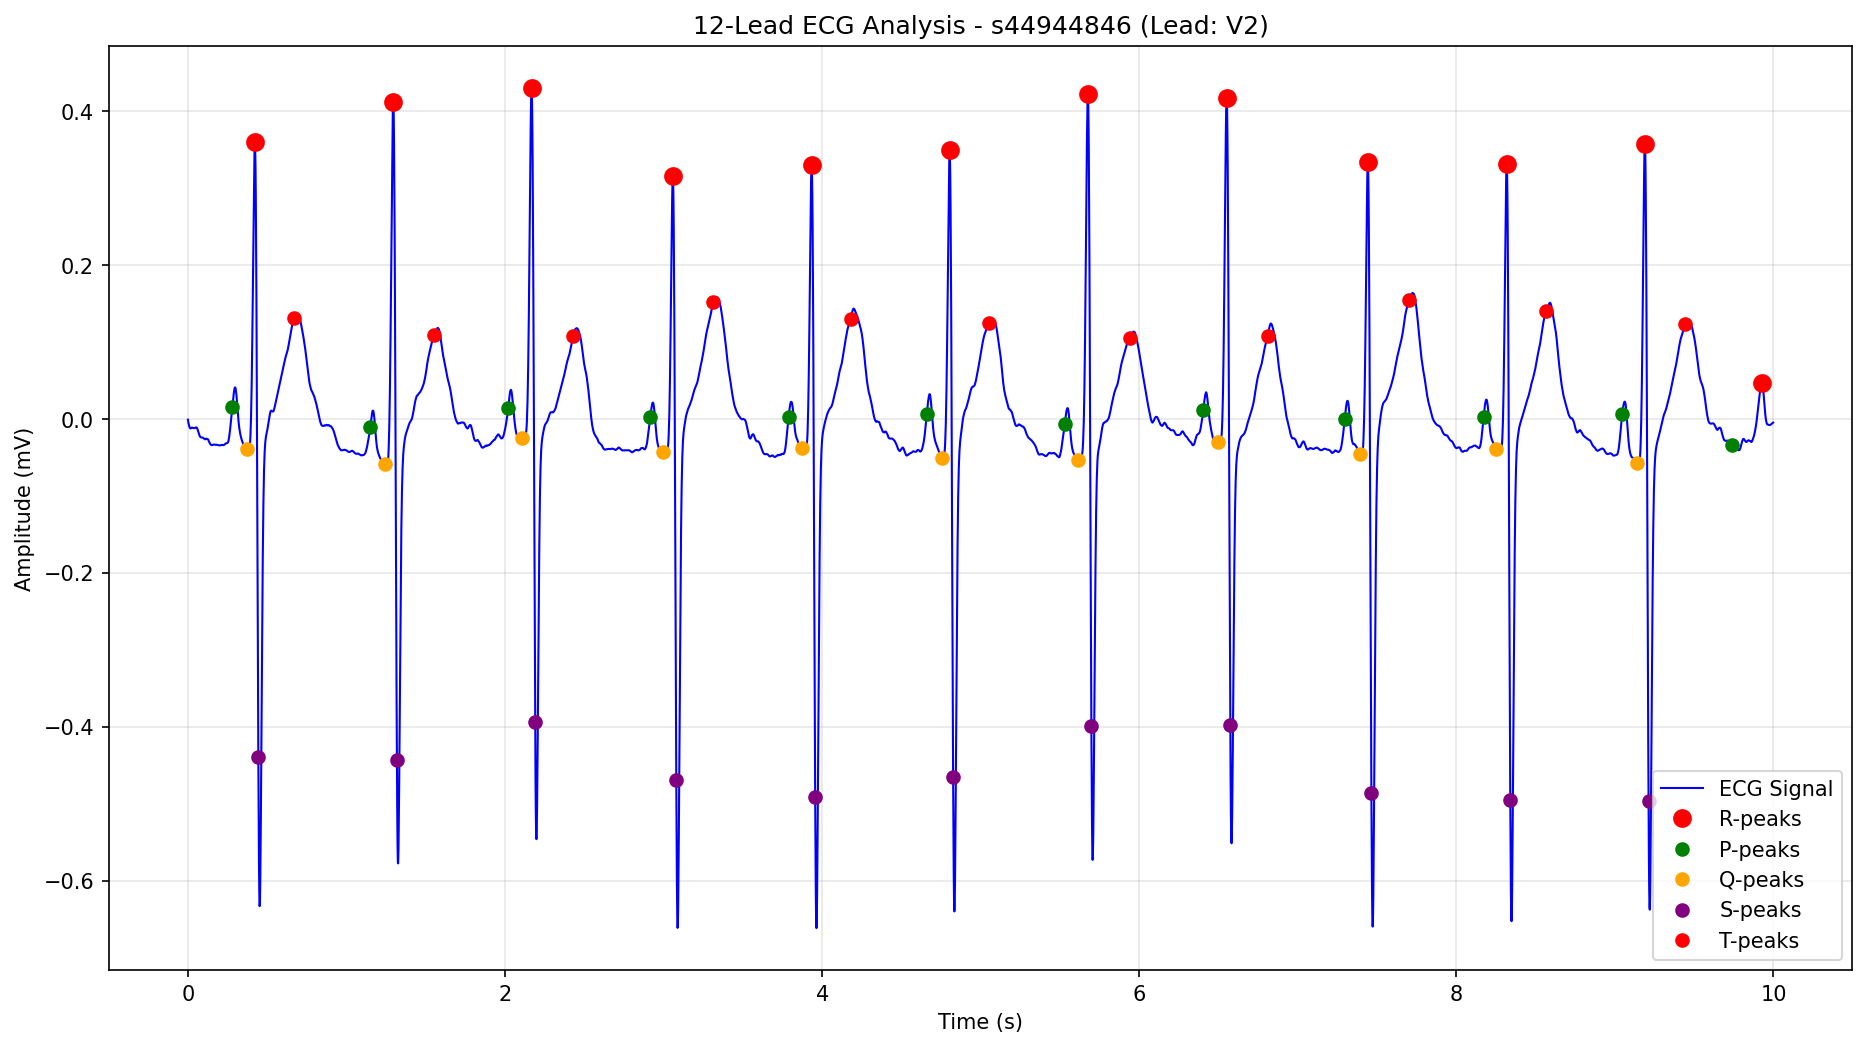 12-Lead ECG Analysis - s44944846 (Lead: V2)
Amplitude (mV)
0.4
0.2
0.0
−0.2
−0.4
−0.6
0
2
4
6
8
10
Time (s)
ECG Signal
R-peaks
P-peaks
Q-peaks
S-peaks
T-peaks